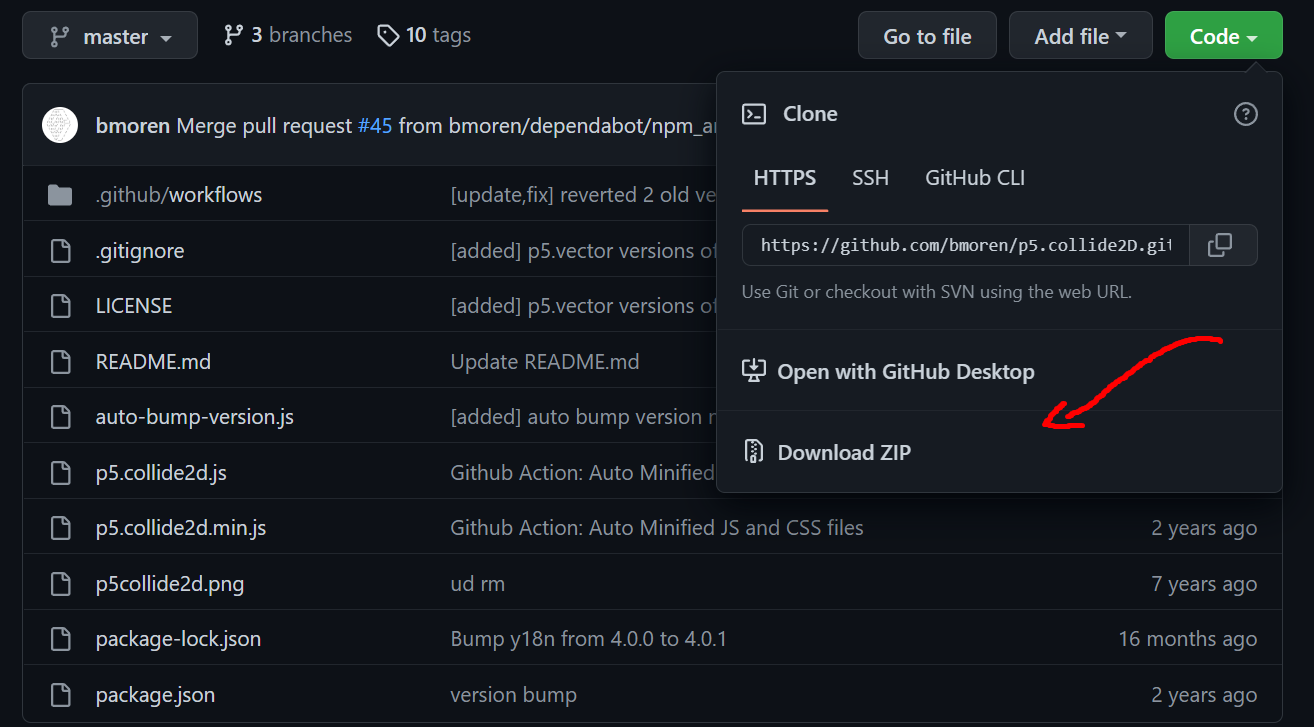 master 3 branches 10 tags Go to file Add file Code
bmoren Merge pull request #45 from bmoren/dependabot/npm_
Clone
HTTPS SSH GitHub CLI
https://github.com/bmoren/p5.collide2D.git
Use Git or checkout with SVN using the web URL.
Open with GitHub Desktop
Download ZIP
.github/workflows [update,fix] reverted 2 old ve
.gitignore [added] p5.vector versions of
LICENSE [added] p5.vector versions of
README.md Update README.md
auto-bump-version.js [added] auto bump version
p5.collide2d.js Github Action: Auto Minified
p5.collide2d.min.js Github Action: Auto Minified JS and CSS files 2 years ago
p5collide2d.png ud rm 7 years ago
package-lock.json Bump y18n from 4.0.0 to 4.0.1 16 months ago
package.json version bump 2 years ago